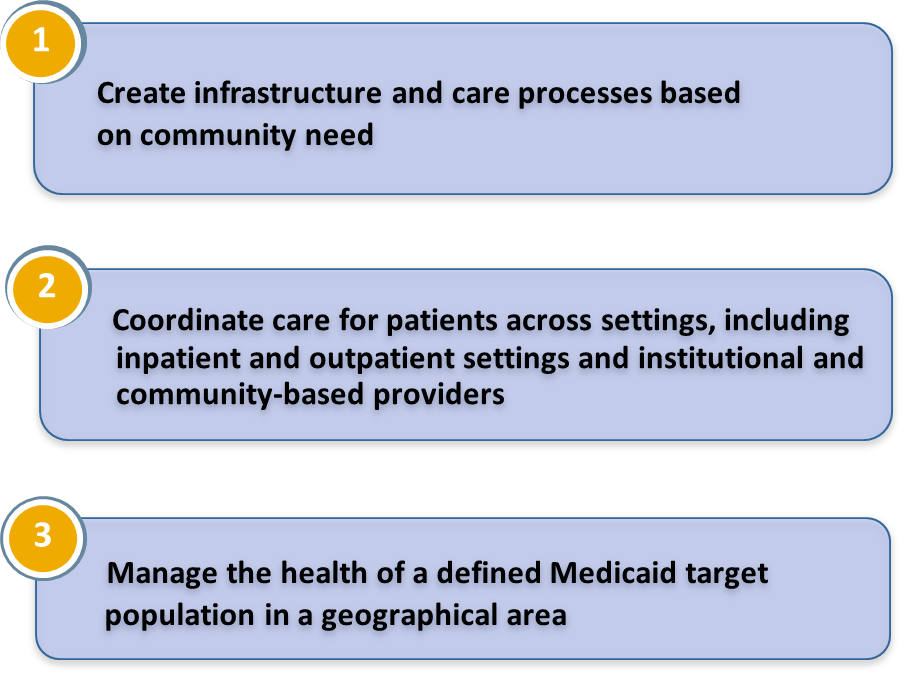 1
Create infrastructure and care processes based
on community need
2
Coordinate care for patients across settings, including
inpatient and outpatient settings and institutional and
community-based providers
3
Manage the health of a defined Medicaid target
population in a geographical area